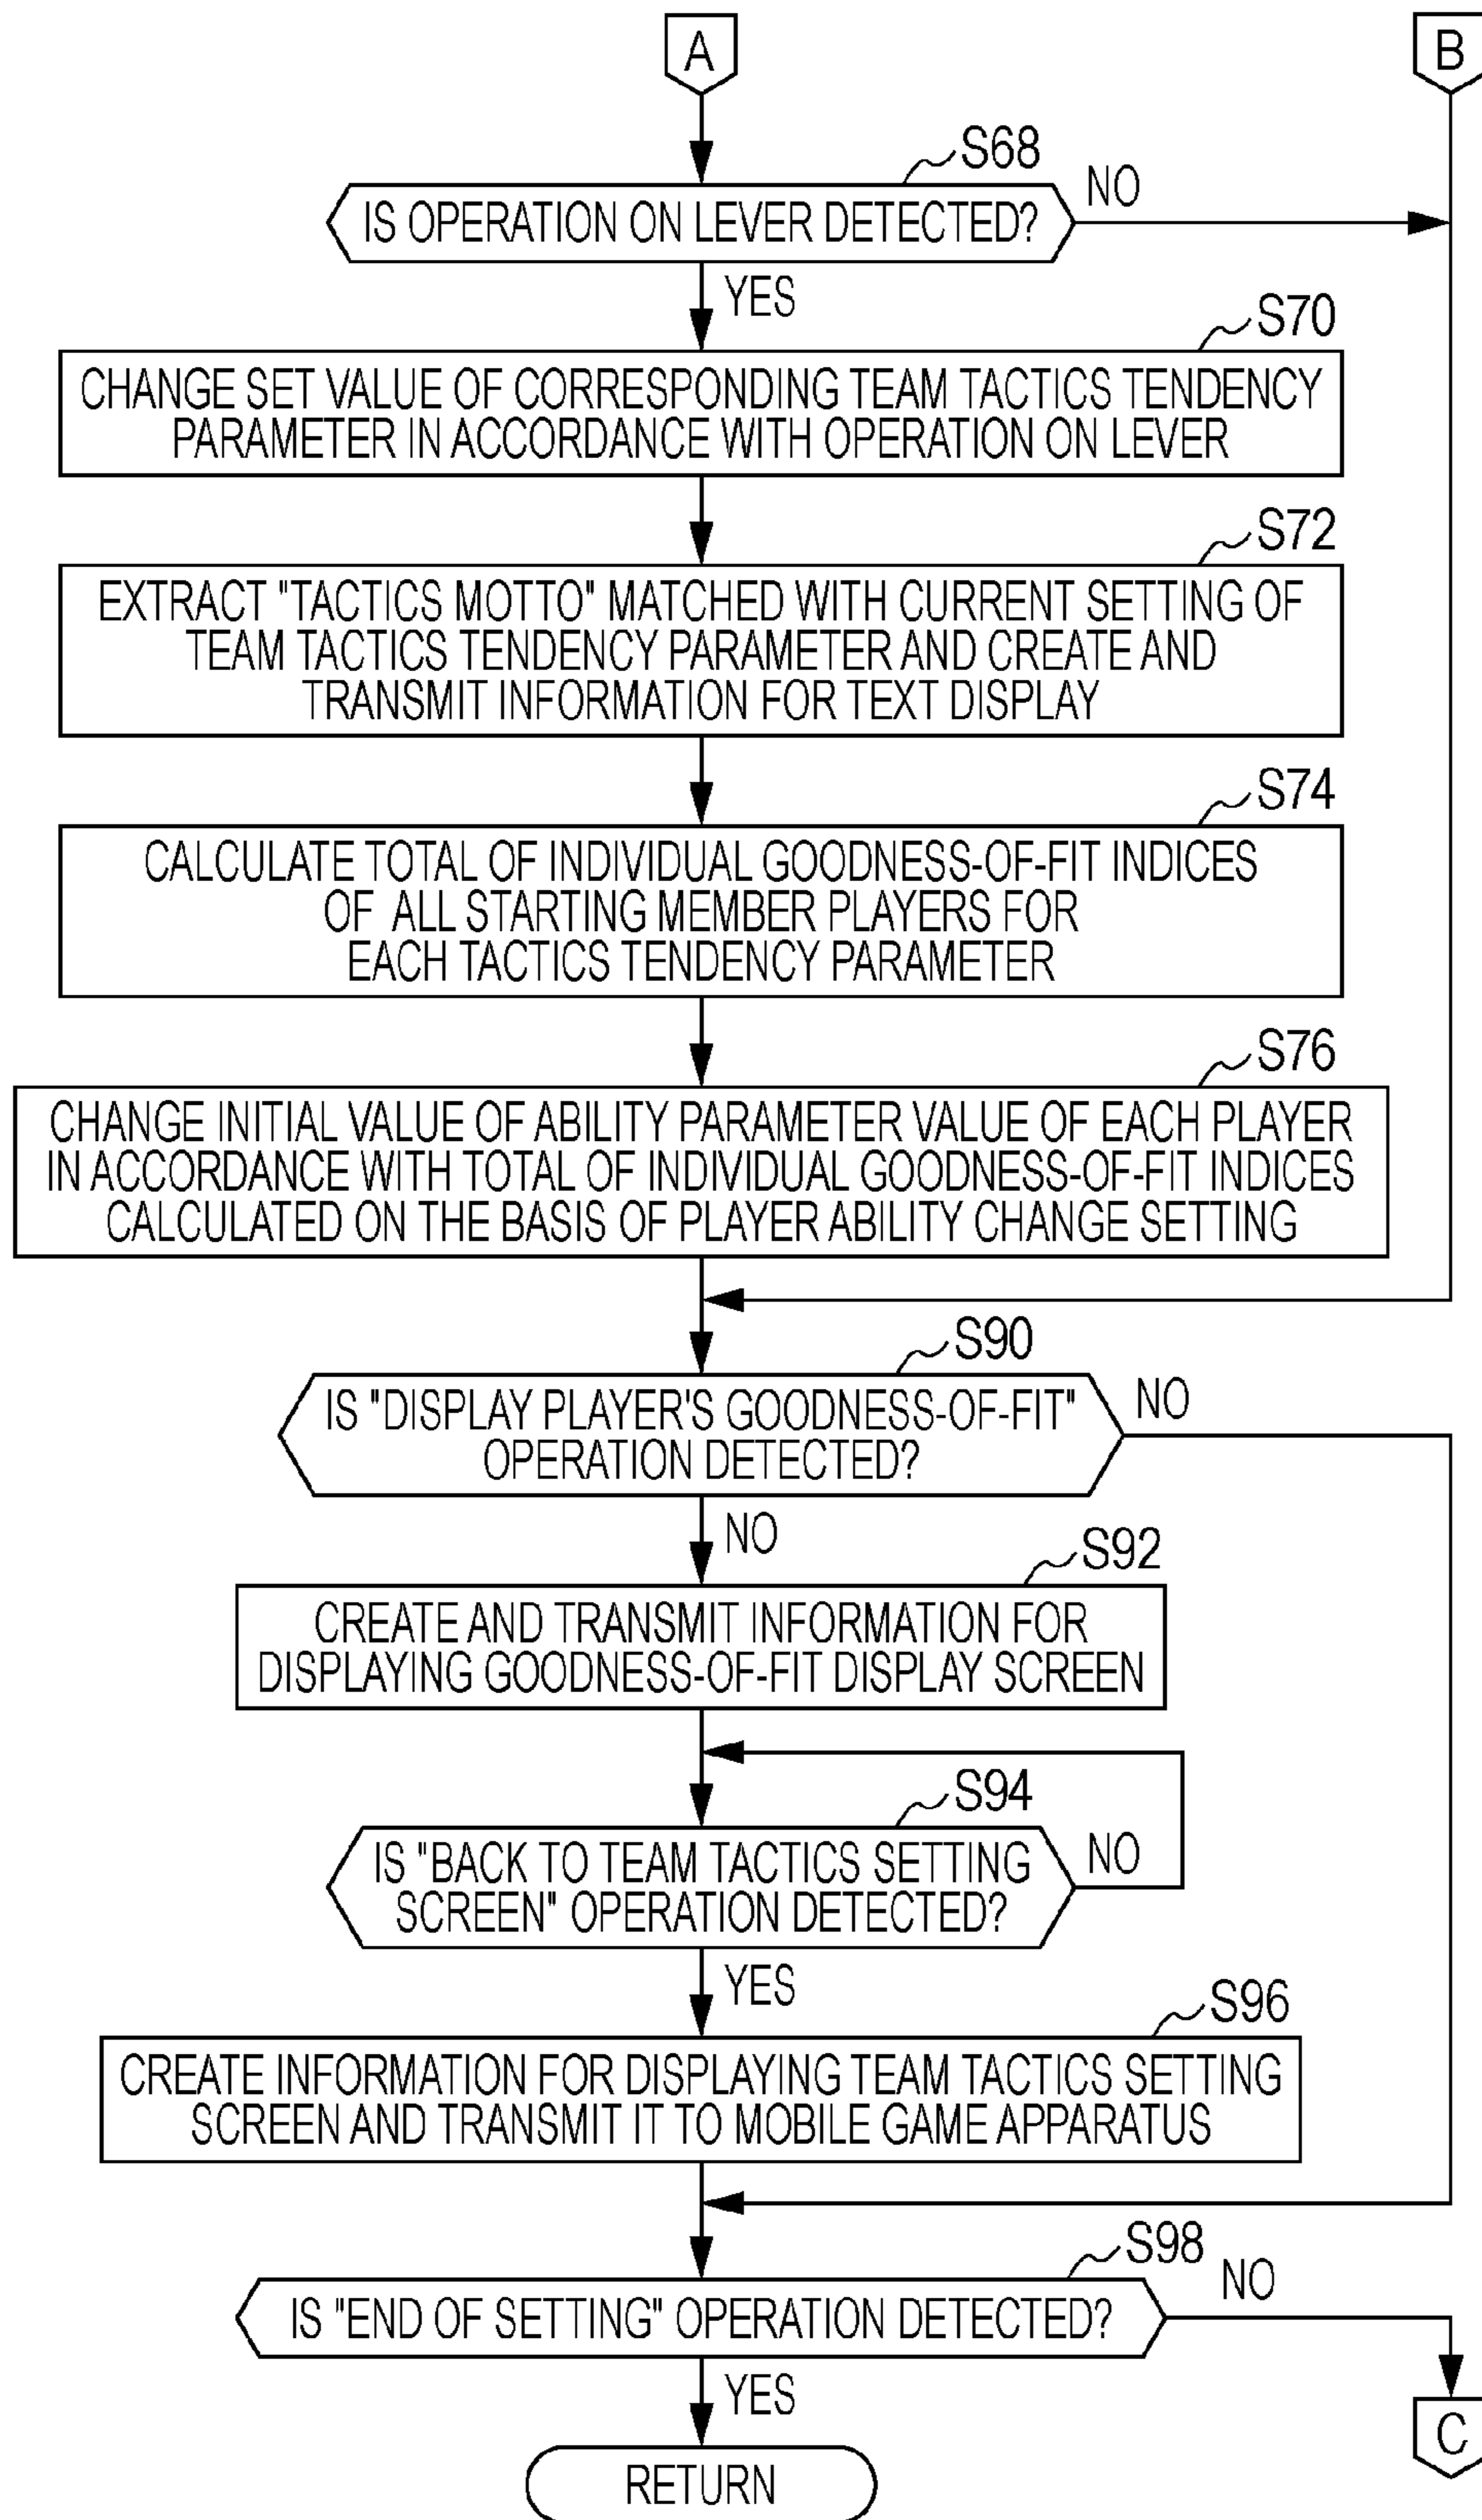 A
B
S68
IS OPERATION ON LEVER DETECTED?
NO
YES
S70
CHANGE SET VALUE OF CORRESPONDING TEAM TACTICS TENDENCY
PARAMETER IN ACCORDANCE WITH OPERATION ON LEVER
S72
EXTRACT "TACTICS MOTTO" MATCHED WITH CURRENT SETTING OF
TEAM TACTICS TENDENCY PARAMETER AND CREATE AND
TRANSMIT INFORMATION FOR TEXT DISPLAY
S74
CALCULATE TOTAL OF INDIVIDUAL GOODNESS-OF-FIT INDICES
OF ALL STARTING MEMBER PLAYERS FOR
EACH TACTICS TENDENCY PARAMETER
S76
CHANGE INITIAL VALUE OF ABILITY PARAMETER VALUE OF EACH PLAYER
IN ACCORDANCE WITH TOTAL OF INDIVIDUAL GOODNESS-OF-FIT INDICES
CALCULATED ON THE BASIS OF PLAYER ABILITY CHANGE SETTING
S90
IS "DISPLAY PLAYER'S GOODNESS-OF-FIT"
OPERATION DETECTED?
NO
NO
S92
CREATE AND TRANSMIT INFORMATION FOR
DISPLAYING GOODNESS-OF-FIT DISPLAY SCREEN
S94
IS "BACK TO TEAM TACTICS SETTING
SCREEN" OPERATION DETECTED?
NO
YES
S96
CREATE INFORMATION FOR DISPLAYING TEAM TACTICS SETTING
SCREEN AND TRANSMIT IT TO MOBILE GAME APPARATUS
S98
IS "END OF SETTING" OPERATION DETECTED?
NO
YES
C
RETURN